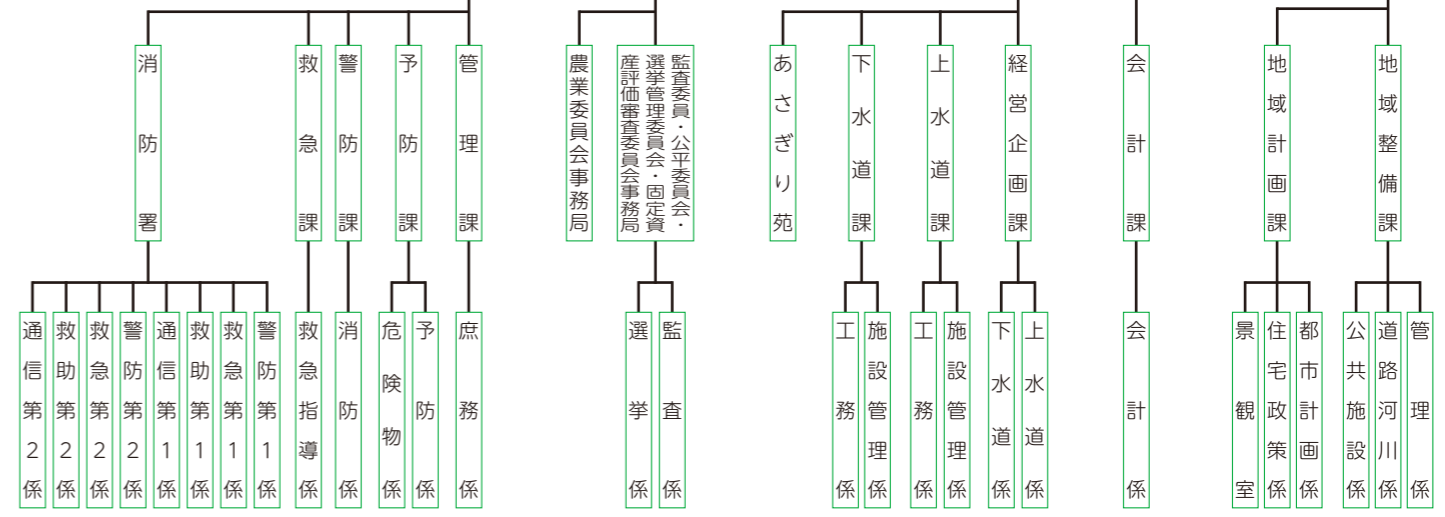 地域整備課
地域計画課
会計課
経営企画課
上水道課
下水道課
あさぎり苑
監査委員・公平委員会・
選挙管理委員会・固定資
産評価審査委員会事務局
農業委員会事務局
管理課
予防課
警防課
救急課
消防署
管理係
道路河川係
公共施設係
都市計画係
住宅政策係
景観室
会計係
上水道係
下水道係
施設管理係
工務係
施設管理係
工務係
監査係
選挙係
庶務係
予防係
危険物係
消防係
救急指導係
警防第1係
救急第1係
救助第1係
通信第1係
警防第2係
救急第2係
救助第2係
通信第2係